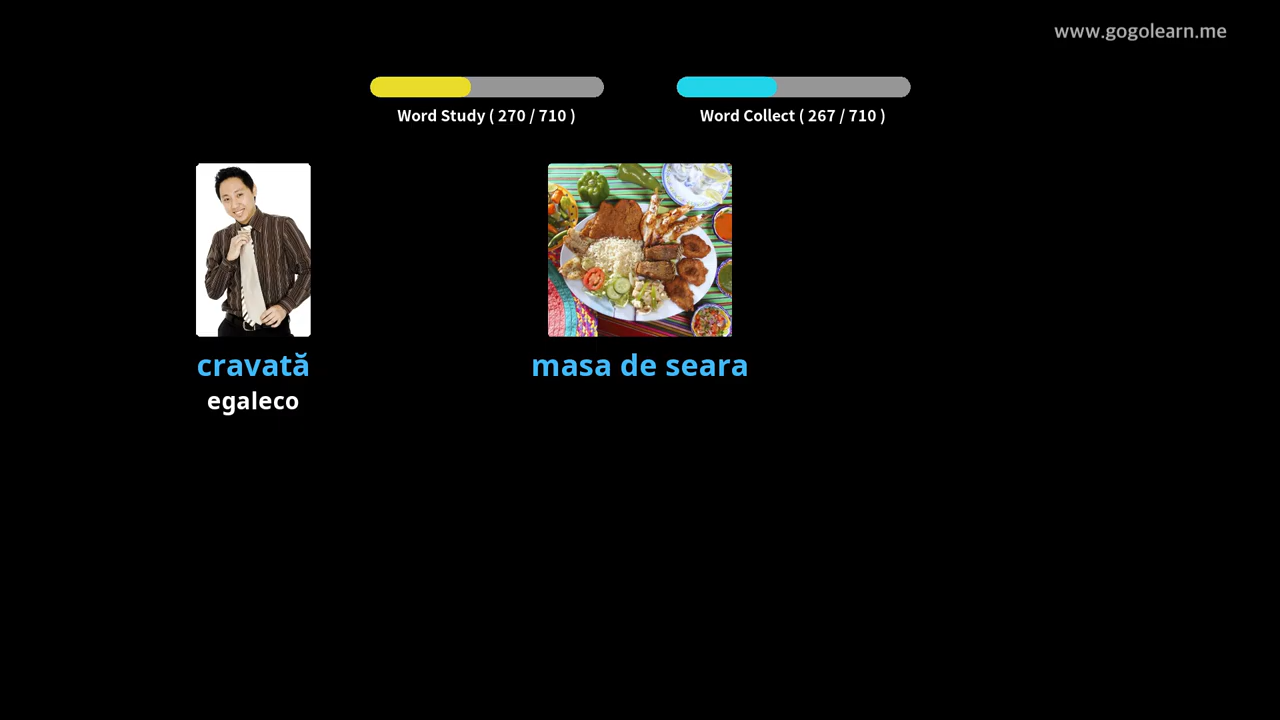 www.gogolearn.me
Word Study ( 270 / 710 )
Word Collect ( 267 / 710 )
cravată
egaleco
masa de seara